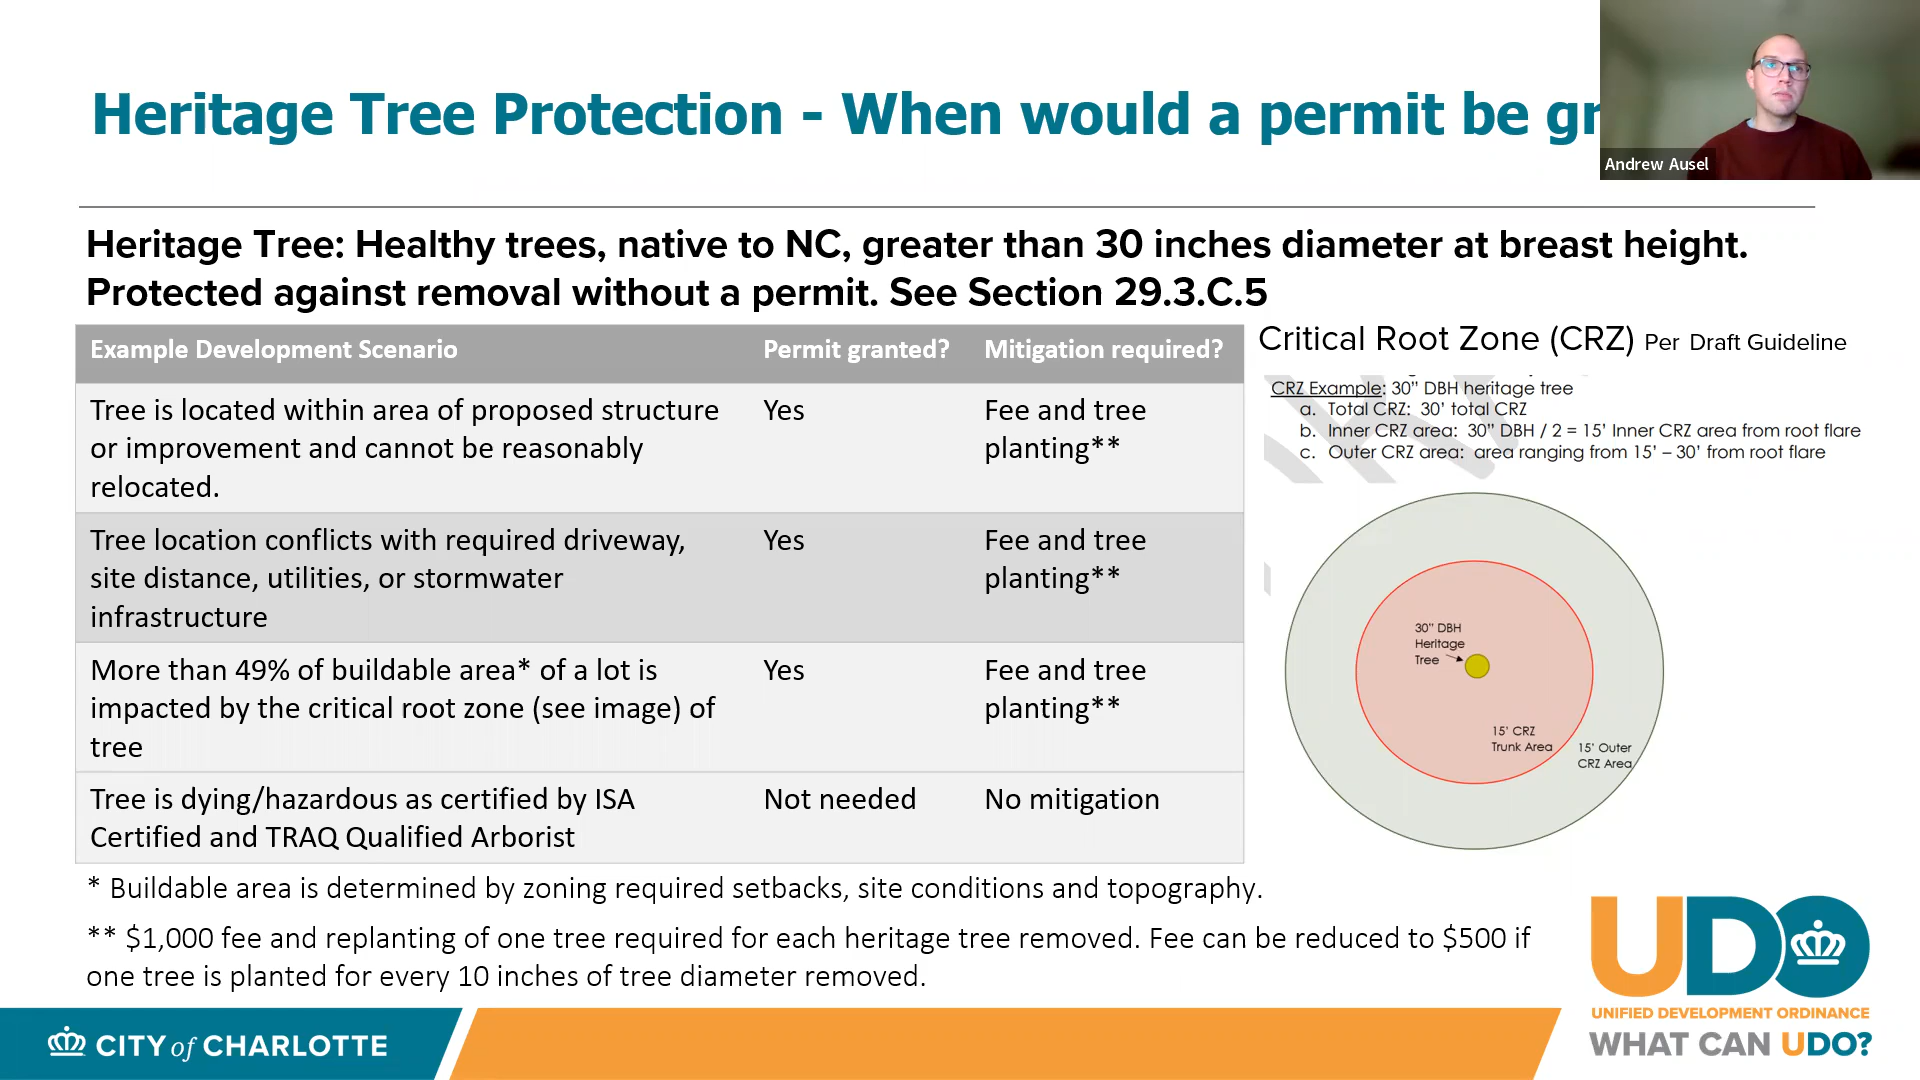 Heritage Tree Protection - When would a permit be
Andrew Ausel
Heritage Tree: Healthy trees, native to NC, greater than 30 inches diameter at breast height.
Protected against removal without a permit. See Section 29.3.C.5
Example Development Scenario Permit granted? Mitigation required?
Tree is located within area of proposed structure
or improvement and cannot be reasonably
relocated.
Yes
Fee and tree
planting**
Tree location conflicts with required driveway,
site distance, utilities, or stormwater
infrastructure
Yes
Fee and tree
planting**
More than 49% of buildable area* of a lot is
impacted by the critical root zone (see image) of
tree
Yes
Fee and tree
planting**
Tree is dying/hazardous as certified by ISA
Certified and TRAQ Qualified Arborist
Not needed
No mitigation
Critical Root Zone (CRZ) Per Draft Guideline
CRZ Example: 30" DBH heritage tree
a. Total CRZ: 30' total CRZ
b. Inner CRZ area: 30" DBH / 2 = 15' Inner CRZ area from root flare
c. Outer CRZ area: area ranging from 15' – 30' from root flare
30" DBH
Heritage
Tree
15' CRZ
Trunk Area
15' Outer
CRZ Area
* Buildable area is determined by zoning required setbacks, site conditions and topography.
** $1,000 fee and replanting of one tree required for each heritage tree removed. Fee can be reduced to $500 if
one tree is planted for every 10 inches of tree diameter removed.
CITY of CHARLOTTE
UDO
UNIFIED DEVELOPMENT ORDINANCE
WHAT CAN UDO?